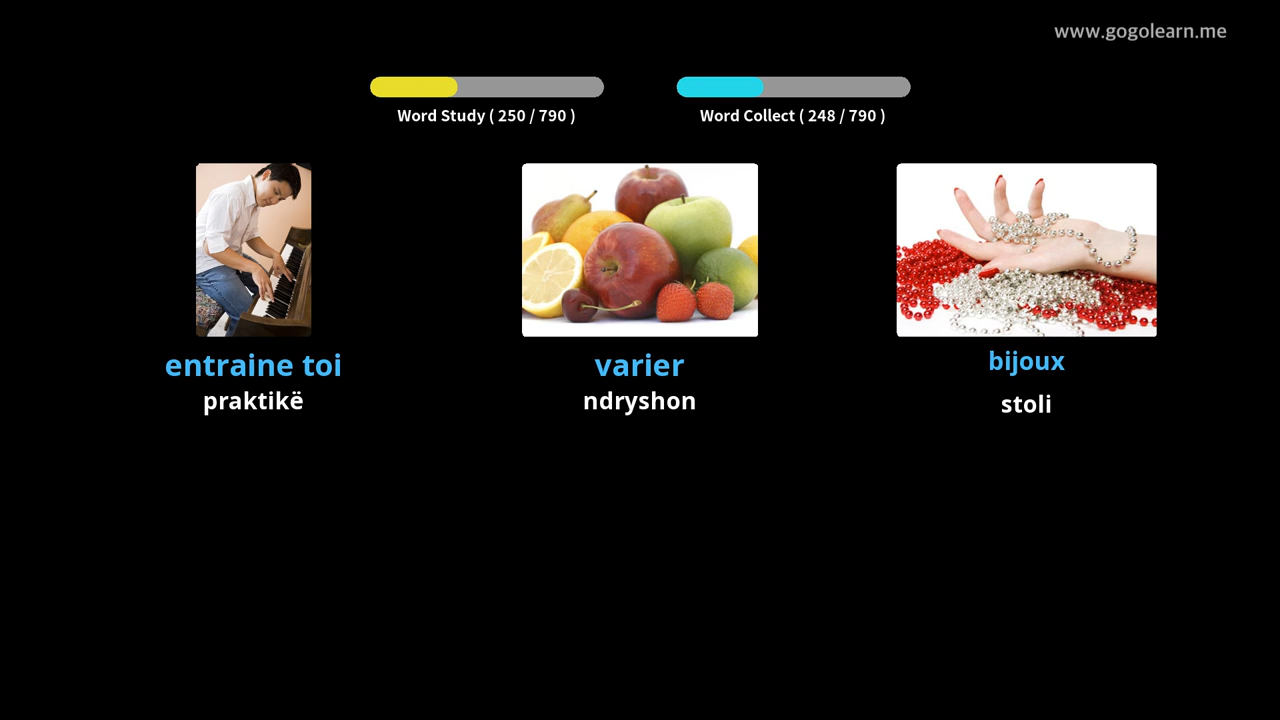 www.gogolearn.me
Word Study ( 250 / 790 )
Word Collect ( 248 / 790 )
entraine toi
praktikë
varier
ndryshon
bijoux
stoli